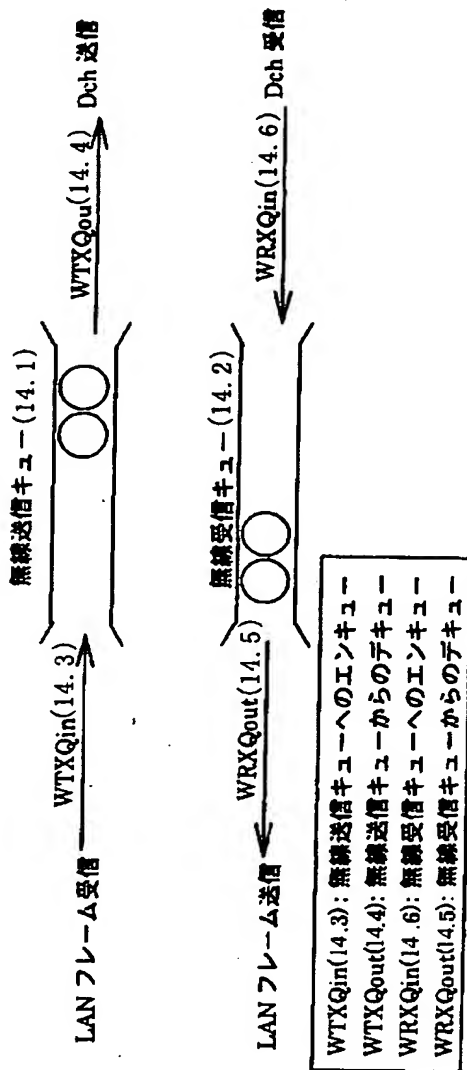 無線送信キュー(14.1)
LAN フレーム受信
WTXQin(14.3)
WTXQou(14.4)
Dch 送信
無線受信キュー(14.2)
LAN フレーム送信
WRXQout(14.5)
WRXQin(14.6)
Dch 受信
WTXQin(14.3): 無線送信キューへのエンキュー
WTXQout(14.4): 無線送信キューからのデキュー
WRXQin(14.6): 無線受信キューへのエンキュー
WRXQout(14.5): 無線受信キューからのデキュー